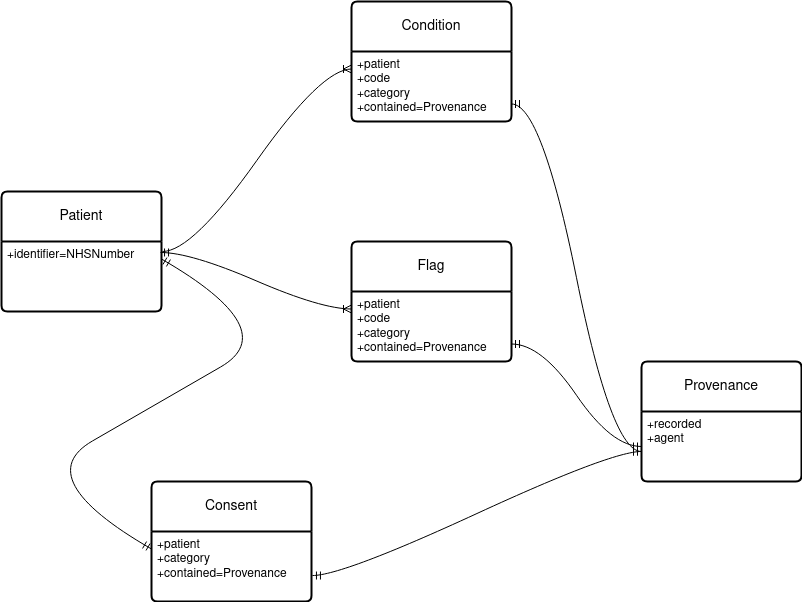 Condition
+patient
+code
+category
+contained=Provenance
Patient
+identifier=NHSNumber
Flag
+patient
+code
+category
+contained=Provenance
Provenance
+recorded
+agent
Consent
+patient
+category
+contained=Provenance